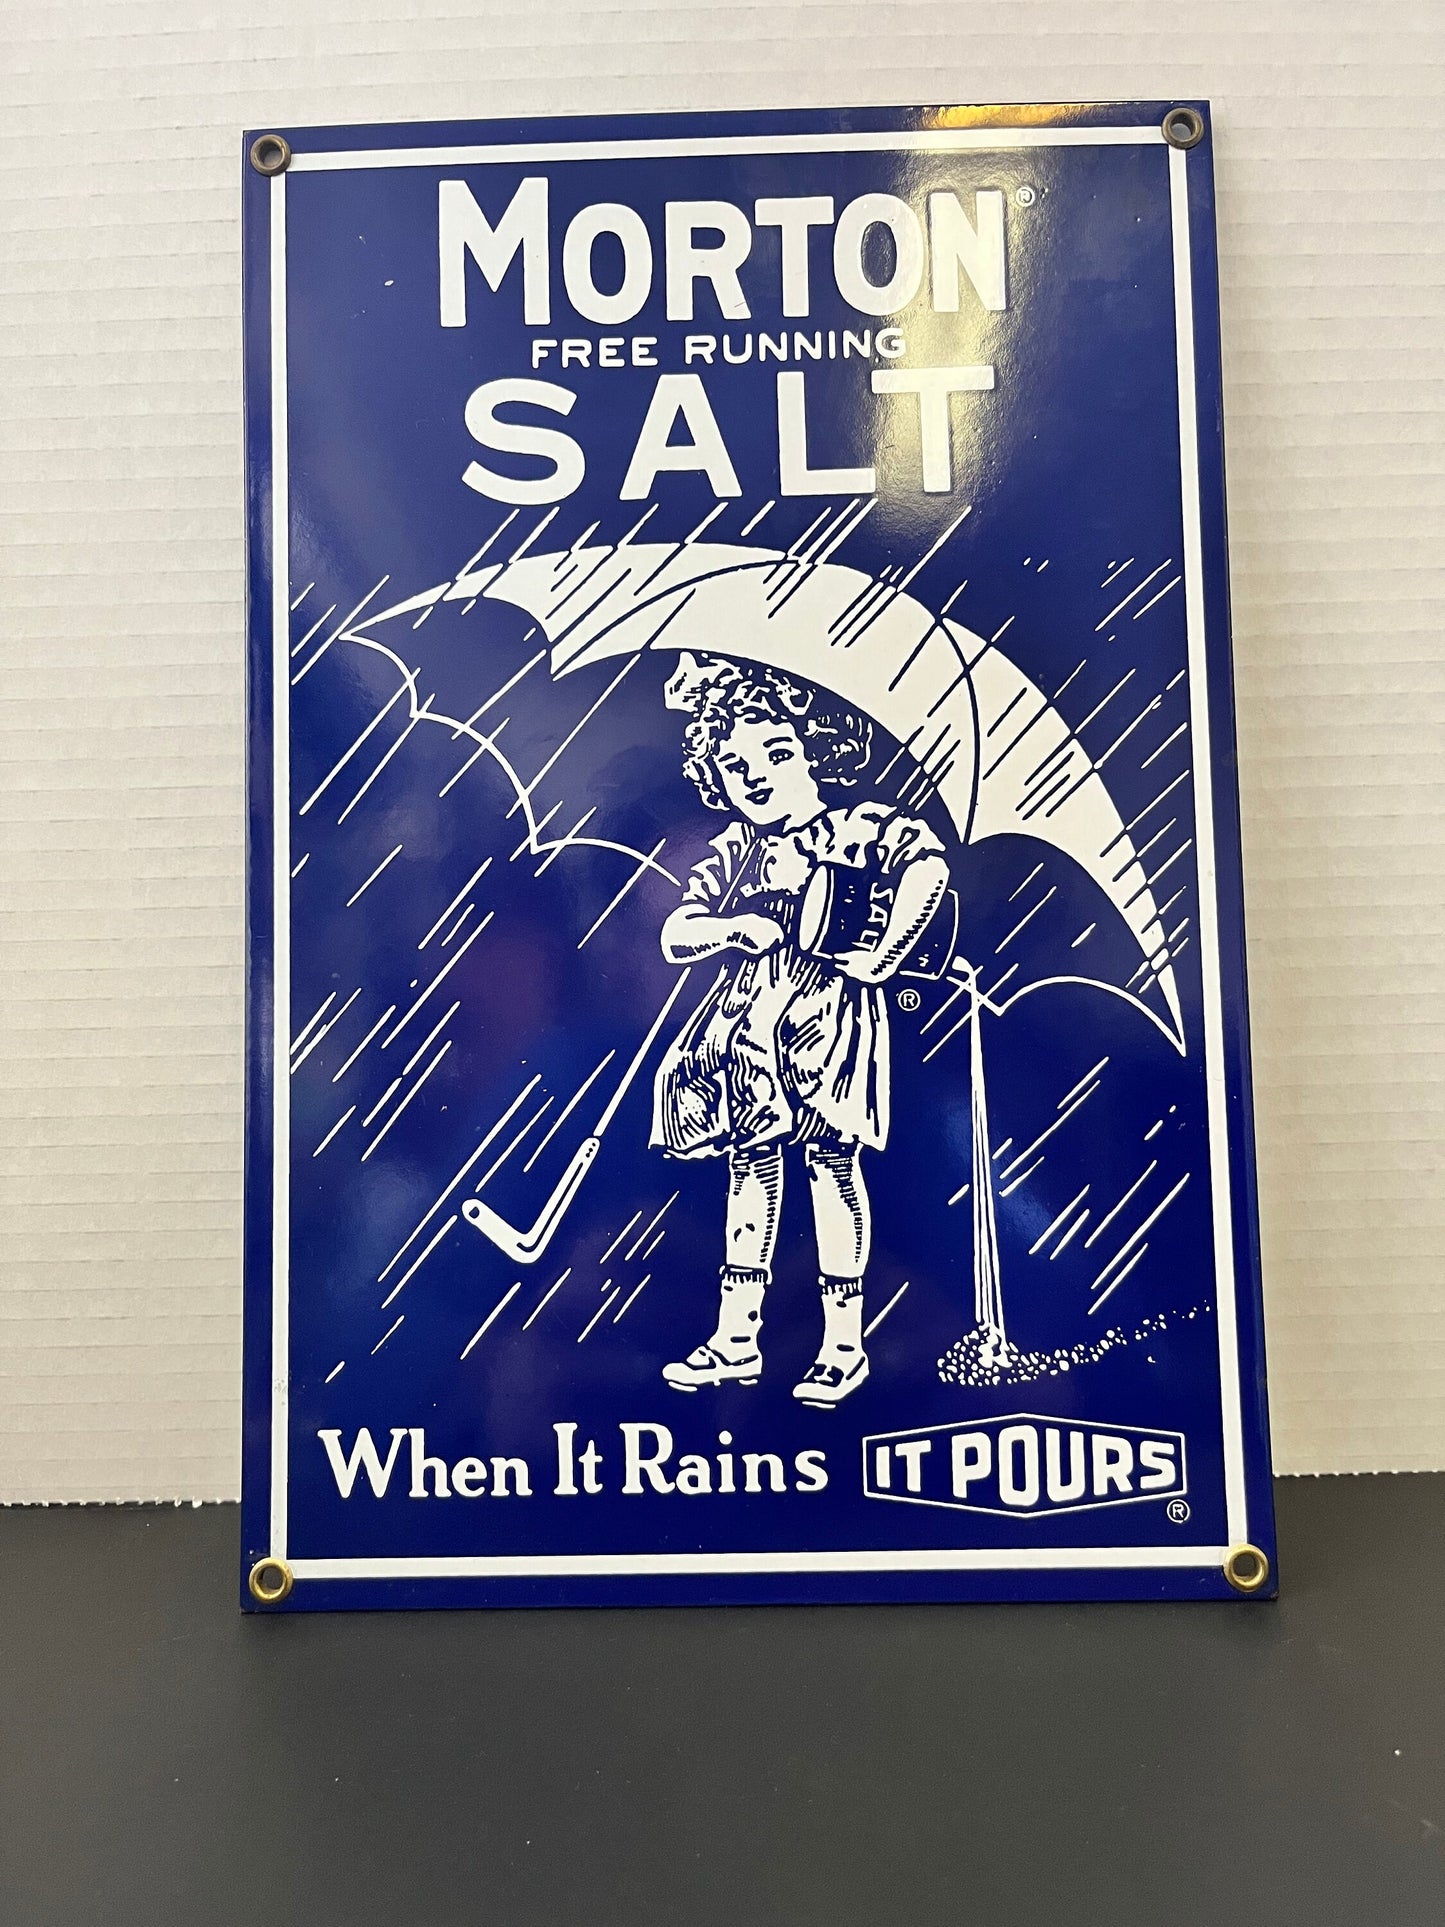 MORTON®
FREE RUNNING
SALT
SALT
®
When It Rains IT POURS
®